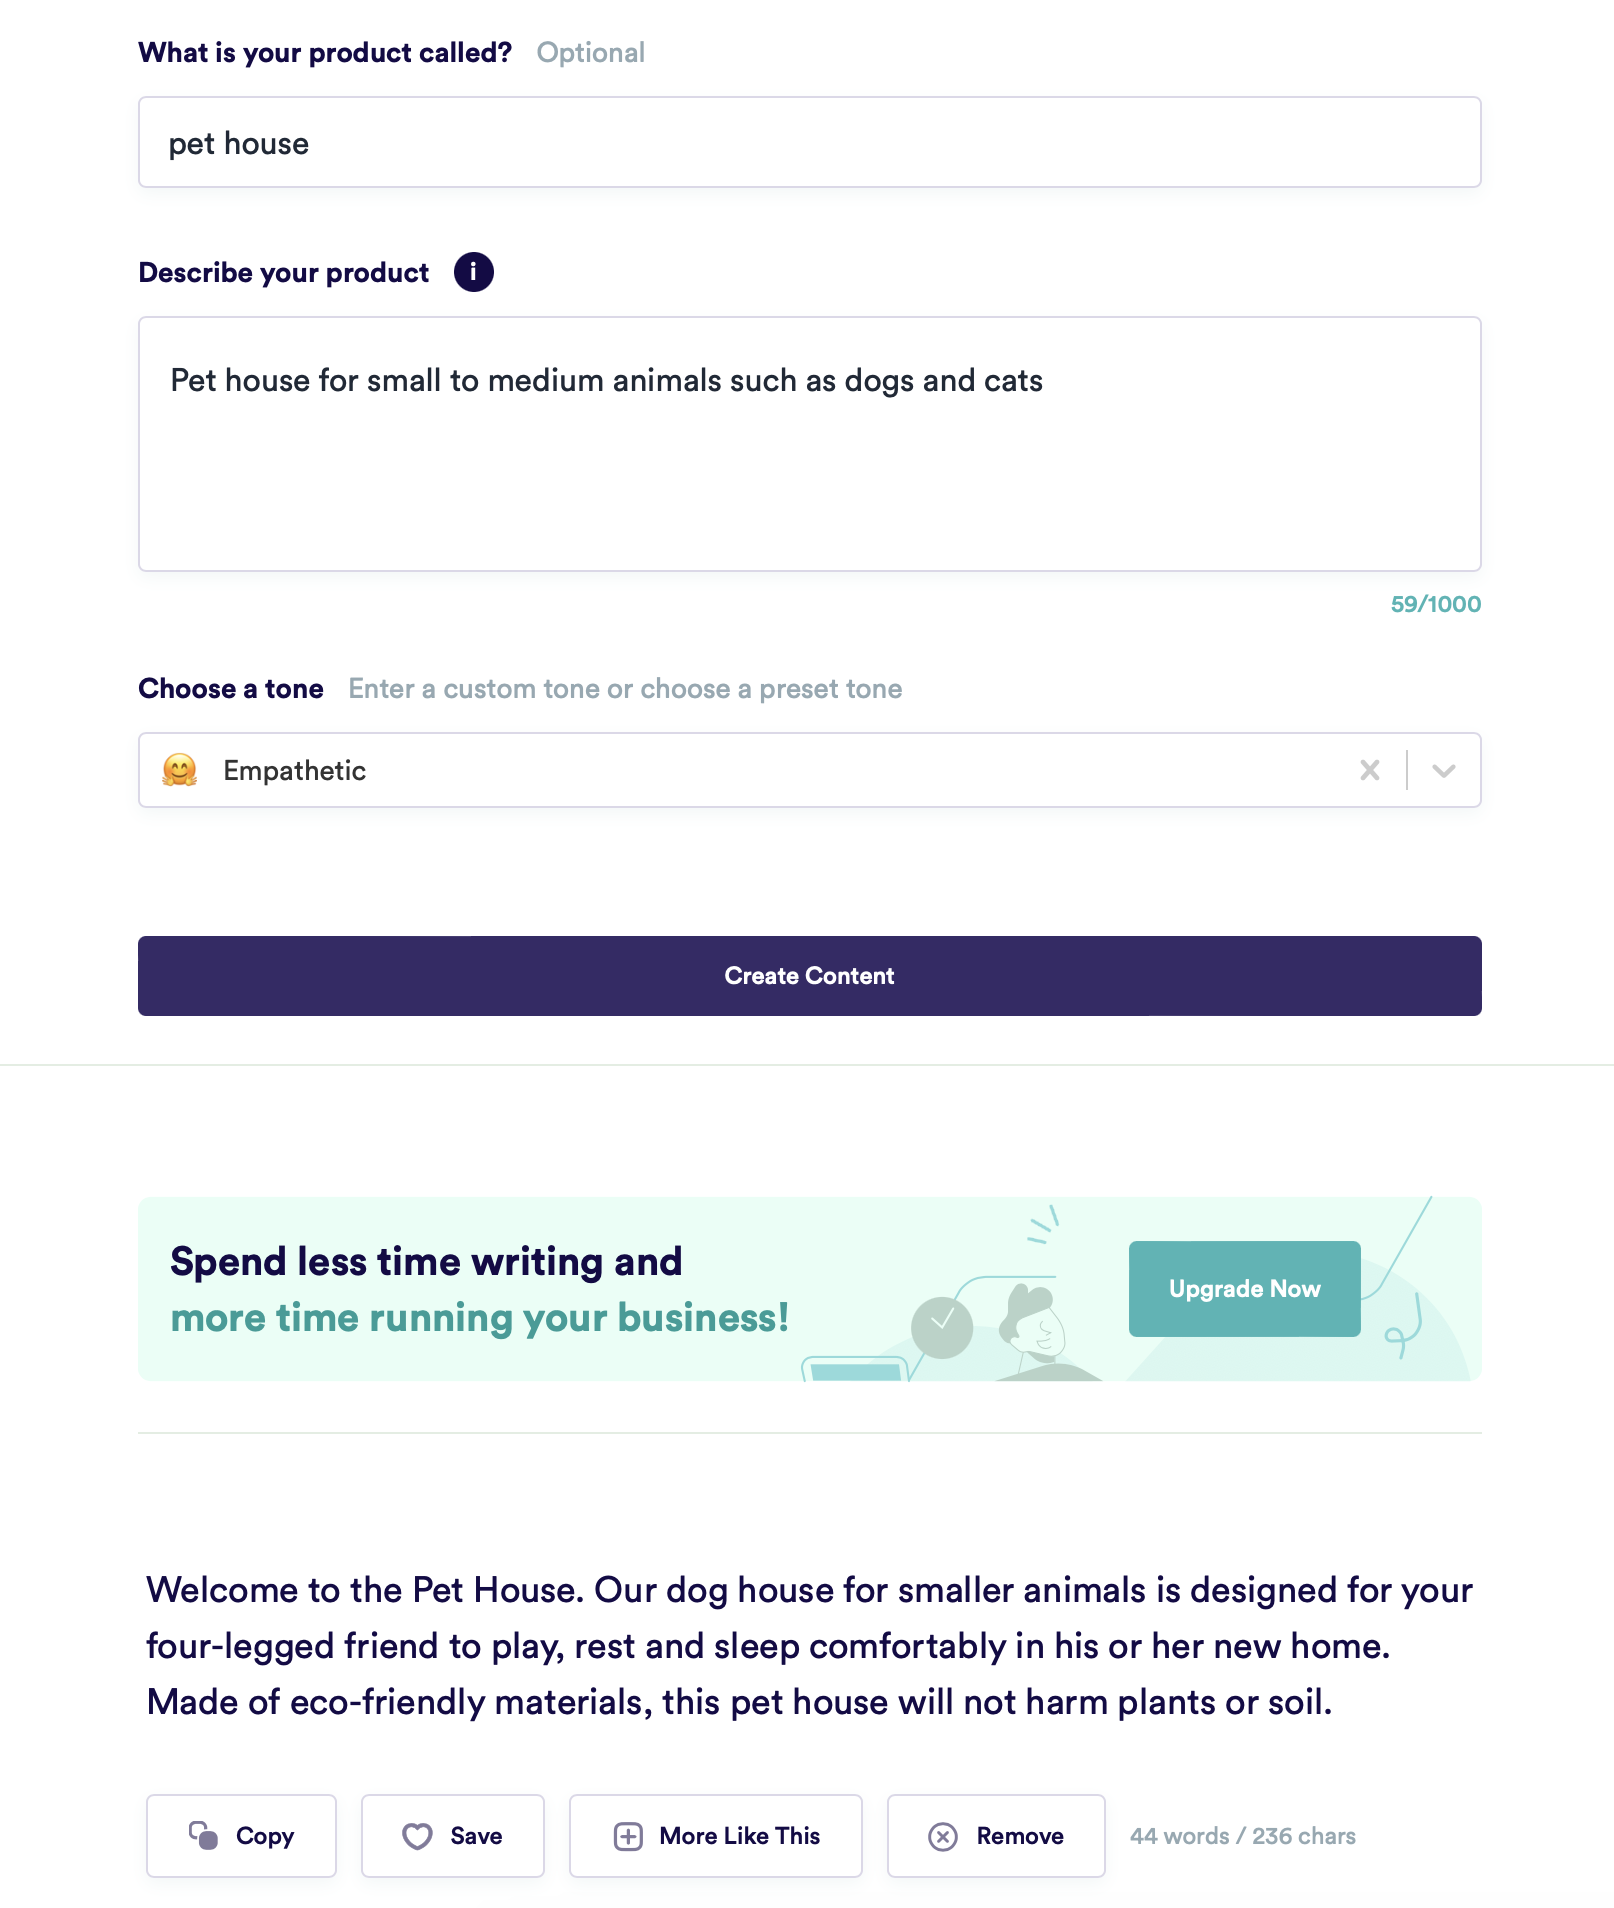 What is your product called? Optional
pet house
Describe your product i
Pet house for small to medium animals such as dogs and cats
59/1000
Choose a tone Enter a custom tone or choose a preset tone
Empathetic
Create Content
Spend less time writing and
more time running your business!
Upgrade Now
Welcome to the Pet House. Our dog house for smaller animals is designed for your
four-legged friend to play, rest and sleep comfortably in his or her new home.
Made of eco-friendly materials, this pet house will not harm plants or soil.
Copy Save More Like This Remove 44 words / 236 chars